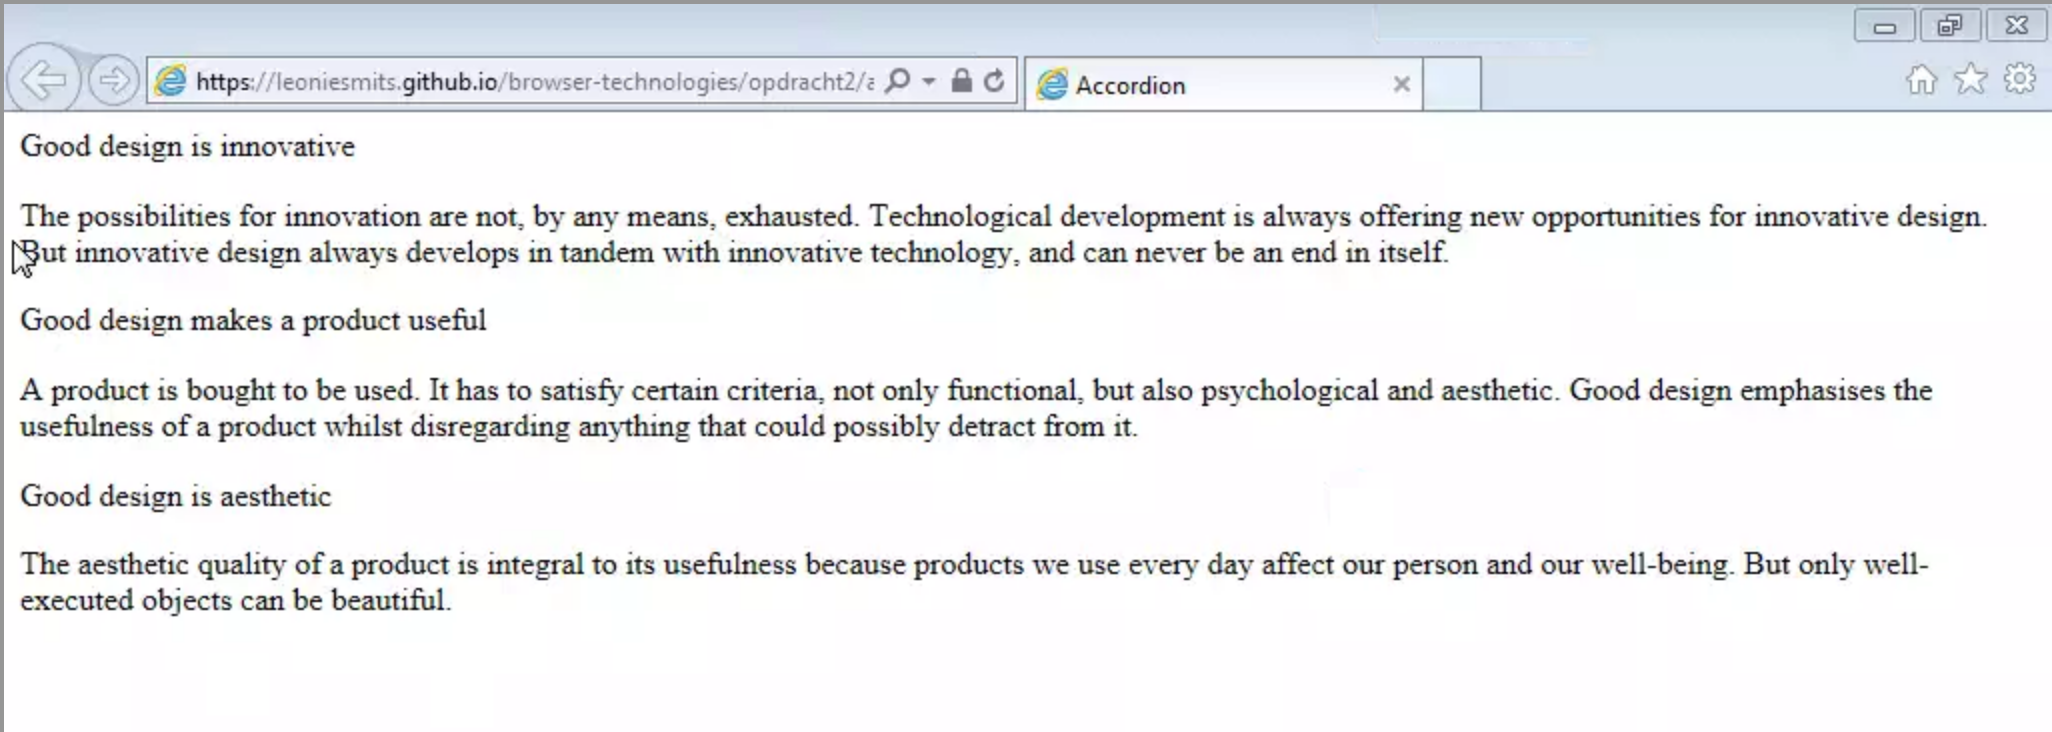 https://leoniesmits.github.io/browser-technologies/opdracht2/a
Accordion
Good design is innovative
The possibilities for innovation are not, by any means, exhausted. Technological development is always offering new opportunities for innovative design.
But innovative design always develops in tandem with innovative technology, and can never be an end in itself.
Good design makes a product useful
A product is bought to be used. It has to satisfy certain criteria, not only functional, but also psychological and aesthetic. Good design emphasises the
usefulness of a product whilst disregarding anything that could possibly detract from it.
Good design is aesthetic
The aesthetic quality of a product is integral to its usefulness because products we use every day affect our person and our well-being. But only well-
executed objects can be beautiful.